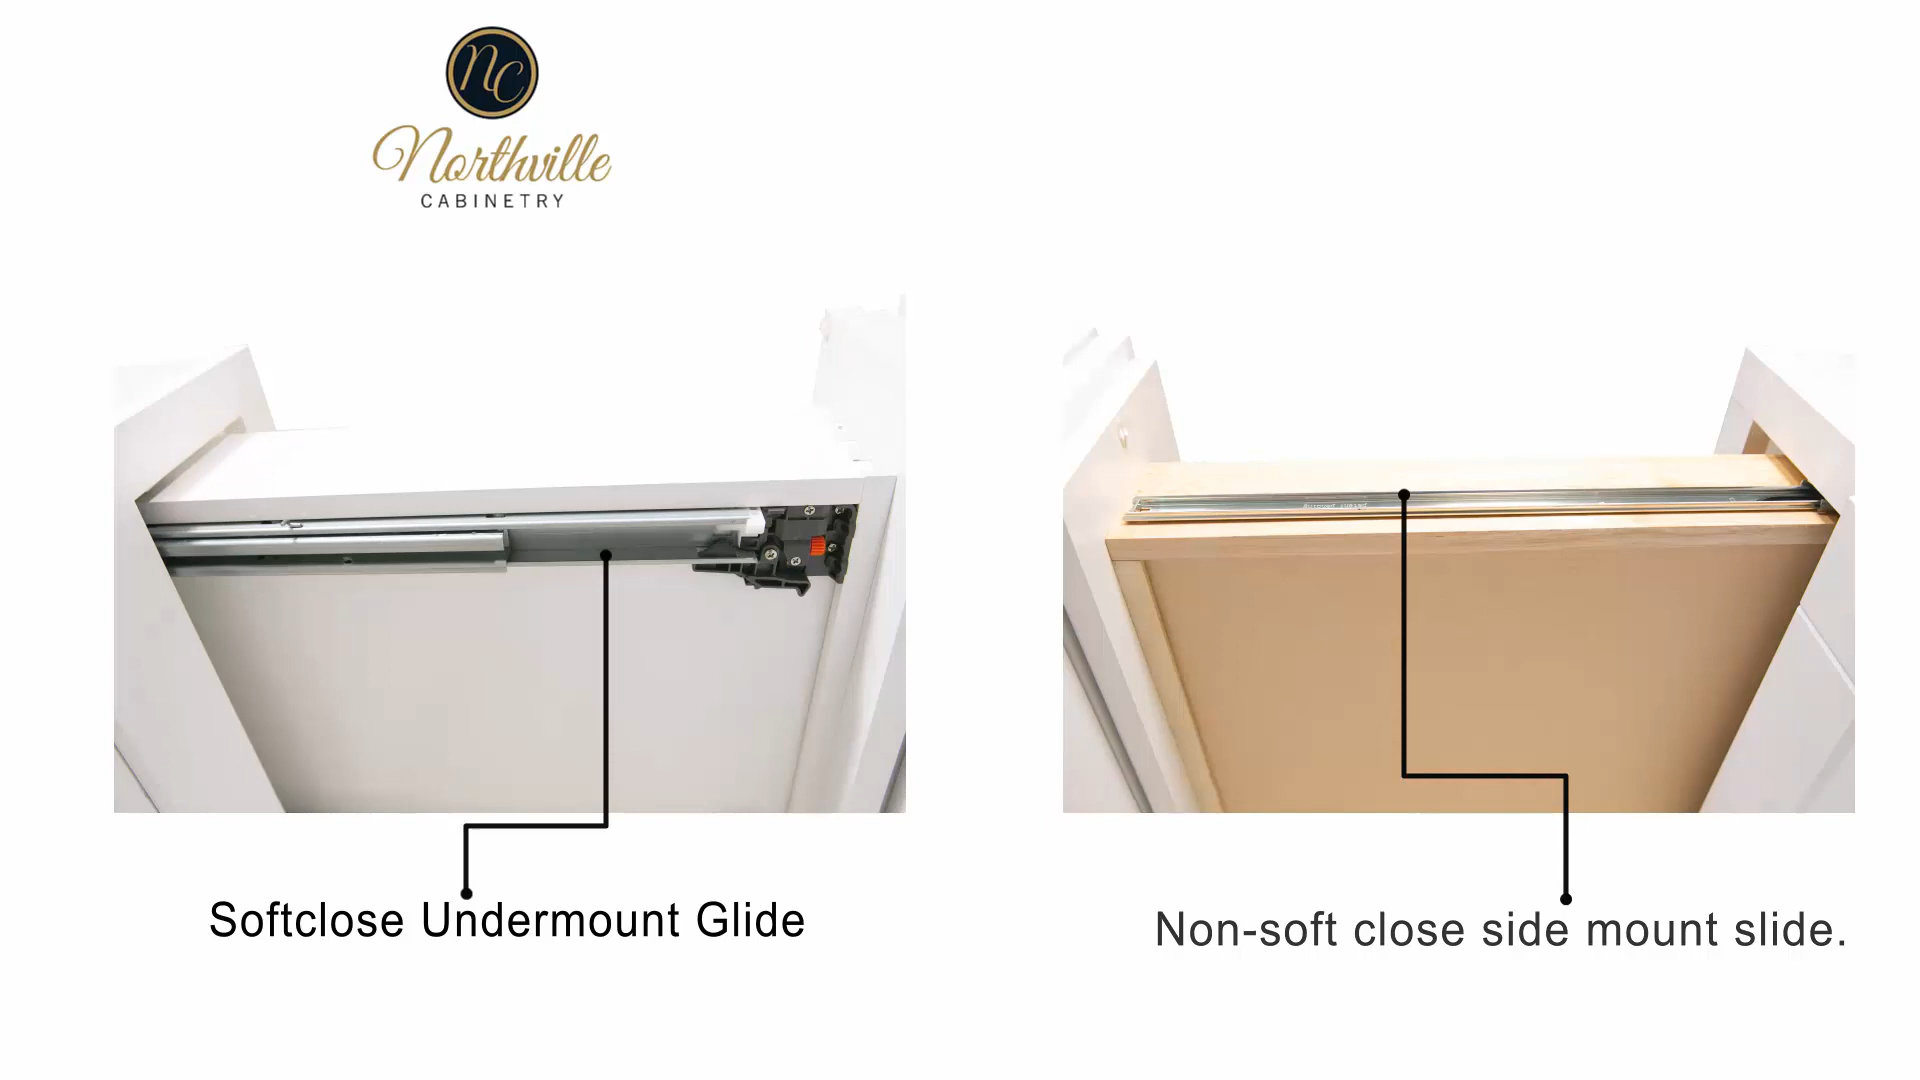 NC
Northville
CABINETRY
Softclose Undermount Glide
Non-soft close side mount slide.